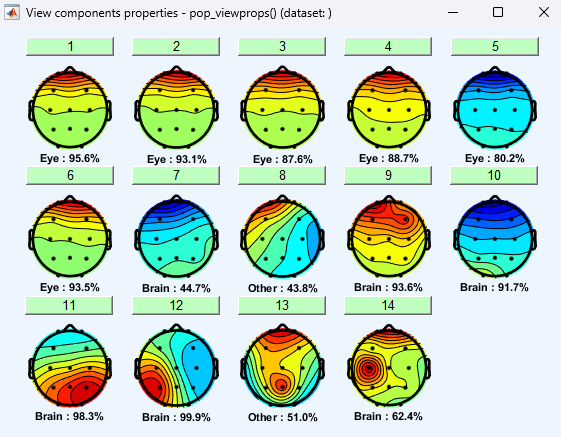 View components properties - pop_viewprops() (dataset: )
1 2 3 4 5
Eye : 95.6% Eye : 93.1% Eye : 87.6% Eye : 88.7% Eye : 80.2%
6 7 8 9 10
Eye : 93.5% Brain : 44.7% Other : 43.8% Brain : 93.6% Brain : 91.7%
11 12 13 14
Brain : 98.3% Brain : 99.9% Other : 51.0% Brain : 62.4%